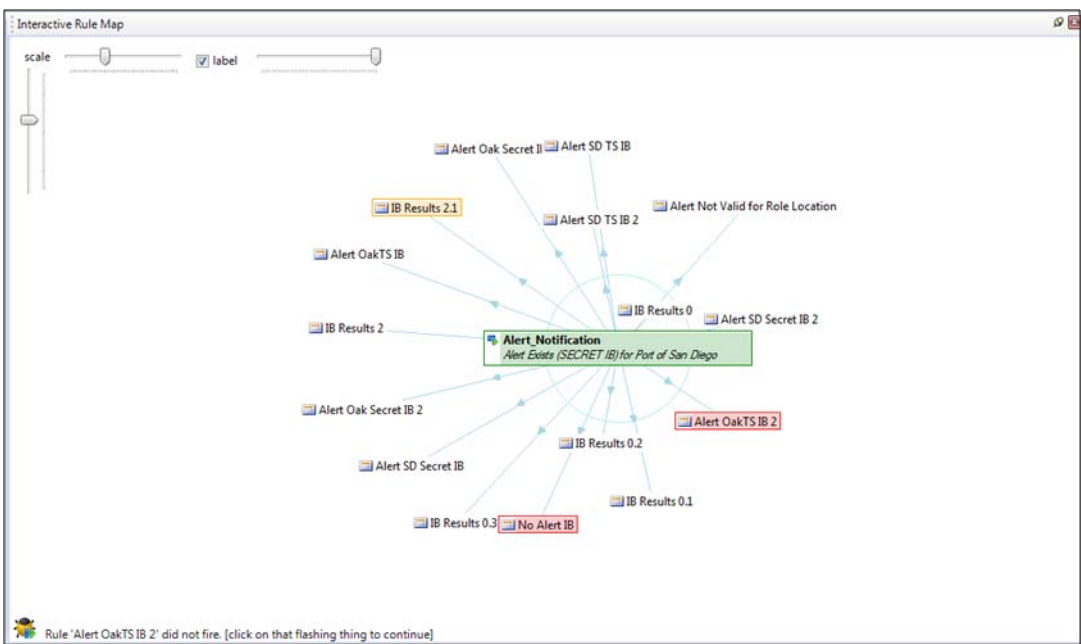 Interactive Rule Map
scale
label
Alert Oak Secret I
Alert SD TS IB
IB Results 2.1
Alert SD TS IB 2
Alert Not Valid for Role Location
Alert OakTS IB
IB Results 0
Alert SD Secret IB 2
IB Results 2
Alert_Notification
Alert Exists (SECRET IB) for Port of San Diego
Alert Oak Secret IB 2
Alert OakTS IB 2
IB Results 0.2
Alert SD Secret IB
IB Results 0.1
IB Results 0.3
No Alert IB
Rule 'Alert OakTS IB 2' did not fire. [click on that flashing thing to continue]